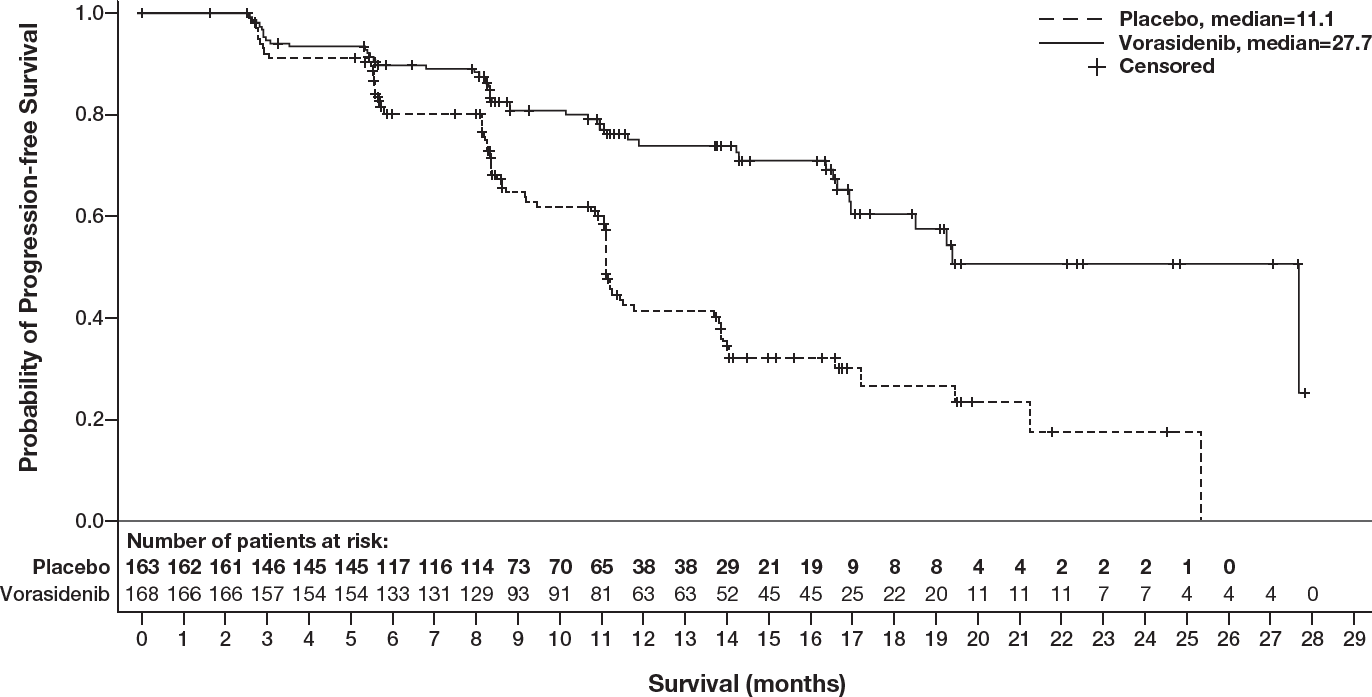 Placebo, median=11.1
Vorasidenib, median=27.7
Censored
Probability of Progression-free Survival
1.0
0.8
0.6
0.4
0.2
0.0
Number of patients at risk:
Placebo 163 162 161 146 145 145 117 116 114 73 70 65 38 38 29 21 19 9 8 8 4 4 2 2 2 1 0
Vorasidenib 168 166 166 157 154 154 133 131 129 93 91 81 63 63 52 45 45 25 22 20 11 11 11 7 7 4 4 4 0
0 1 2 3 4 5 6 7 8 9 10 11 12 13 14 15 16 17 18 19 20 21 22 23 24 25 26 27 28 29
Survival (months)